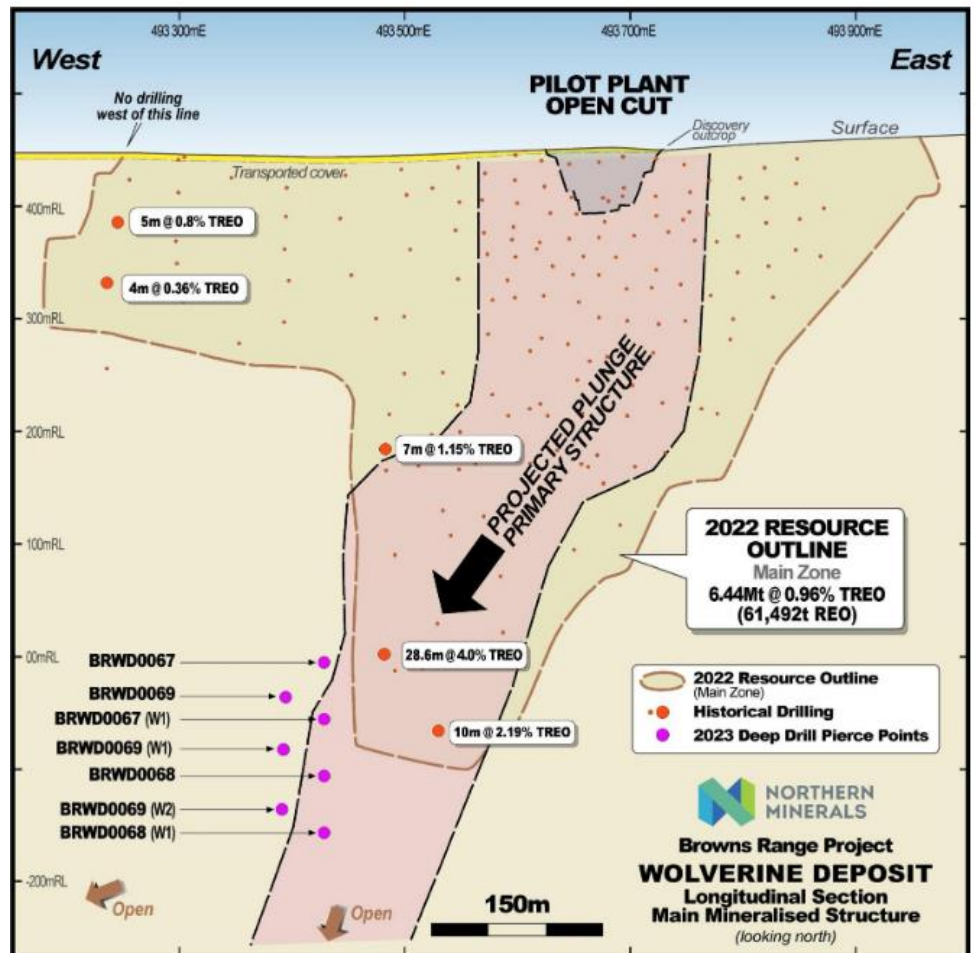 493 300mE
493 500mE
493 700mE
493 900mE
West
East
No drilling
west of this line
PILOT PLANT
OPEN CUT
Discovery
outcrop
Surface
Transported cover
400mRL
5m @ 0.8% TREO
4m @ 0.36% TREO
300mRL
200mRL
7m @ 1.15% TREO
PROJECTED PLUNGE
PRIMARY STRUCTURE
100mRL
2022 RESOURCE
OUTLINE
Main Zone
6.44Mt @ 0.96% TREO
(61,492t REO)
00mRL
28.6m @ 4.0% TREO
10m @ 2.19% TREO
BRWD0067
BRWD0069
BRWD0067 (W1)
BRWD0069 (W1)
BRWD0068
BRWD0069 (W2)
BRWD0068 (W1)
2022 Resource Outline
(Main Zone)
Historical Drilling
2023 Deep Drill Pierce Points
NORTHERN
MINERALS
Browns Range Project
WOLVERINE DEPOSIT
Longitudinal Section
Main Mineralised Structure
(looking north)
-200mRL
Open
Open
150m